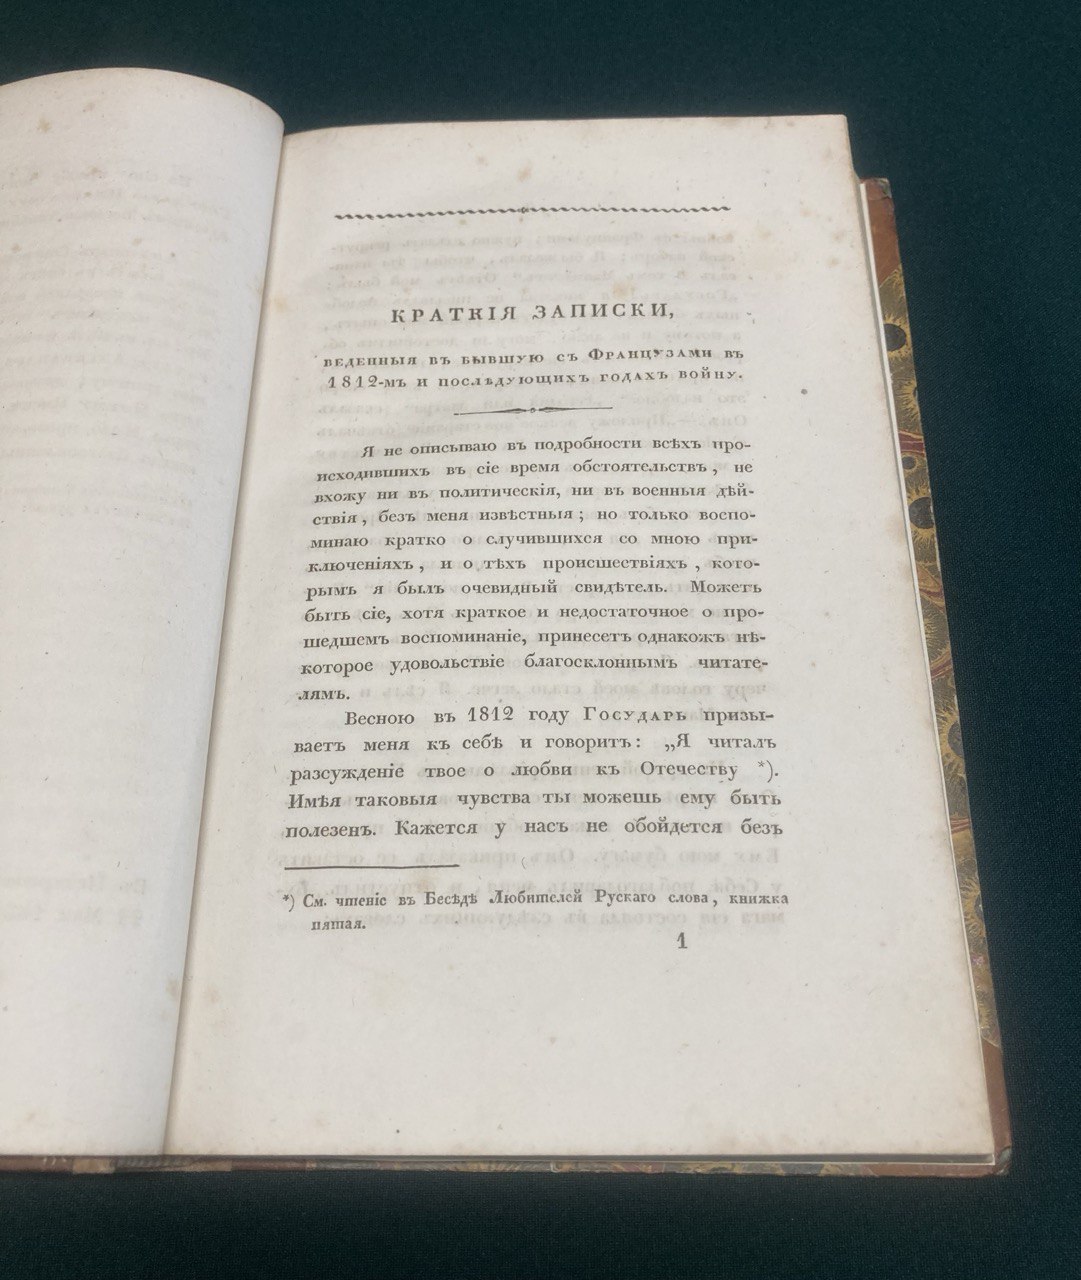 КРАТКІЯ ЗАПИСКИ,
ВЕДЕННЫЯ ВЪ БЫВШУЮ СЪ ФРАНЦУЗАМИ ВЪ
1812-МЪ И ПОСЛѢДУЮЩИХЪ ГОДАХЪ ВОЙНУ.
Я не описываю въ подробности всѣхъ про-
исходившихъ въ сіе время обстоятельствъ, не
вхожу ни въ политическія, ни въ военныя дѣй-
ствія, безъ меня извѣстныя; но только воспо-
минаю кратко о случившихся со мною при-
ключеніяхъ, и о тѣхъ происшествіяхъ, кото-
рымъ я былъ очевидный свидѣтель. Можетъ
быть сіе, хотя краткое и недостаточное о про-
шедшемъ воспоминаніе, принесетъ однакожъ нѣ-
которое удовольствіе благосклоннымъ читате-
лямъ.
Весною въ 1812 году Государь призы-
ваетъ меня къ себѣ и говоритъ: „Я читалъ
разсужденіе твое о любви къ Отечеству *).
Имѣя таковыя чувства ты можешь ему быть
полезенъ. Кажется у насъ не обойдется безъ
*) См. чтеніе въ Бесѣдѣ Любителей Рускаго слова, книжка
пятая.
1